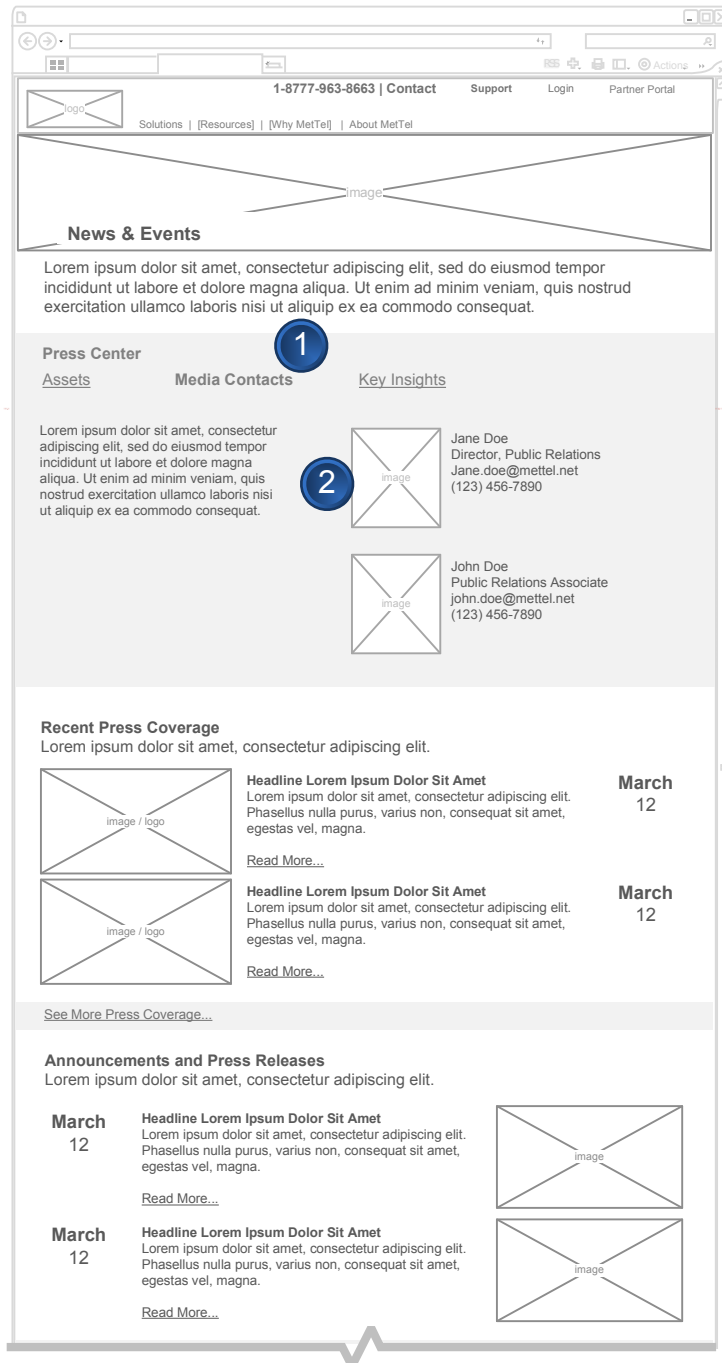 RSS
Actions
1-8777-963-8663 | Contact
Support
Login
Partner Portal
logo
Solutions | [Resources] | [Why MetTel] | About MetTel
image
News & Events
Lorem ipsum dolor sit amet, consectetur adipiscing elit, sed do eiusmod tempor
incididunt ut labore et dolore magna aliqua. Ut enim ad minim veniam, quis nostrud
exercitation ullamco laboris nisi ut aliquip ex ea commodo consequat.
Press Center
1
Assets
Media Contacts
Key Insights
Lorem ipsum dolor sit amet, consectetur
adipiscing elit, sed do eiusmod tempor
incididunt ut labore et dolore magna
aliqua. Ut enim ad minim veniam, quis
nostrud exercitation ullamco laboris nisi
ut aliquip ex ea commodo consequat.
2
image
Jane Doe
Director, Public Relations
Jane.doe@mettel.net
(123) 456-7890
image
John Doe
Public Relations Associate
john.doe@mettel.net
(123) 456-7890
Recent Press Coverage
Lorem ipsum dolor sit amet, consectetur adipiscing elit.
image / logo
Headline Lorem Ipsum Dolor Sit Amet
Lorem ipsum dolor sit amet, consectetur adipiscing elit.
Phasellus nulla purus, varius non, consequat sit amet,
egestas vel, magna.
Read More...
March
12
image / logo
Headline Lorem Ipsum Dolor Sit Amet
Lorem ipsum dolor sit amet, consectetur adipiscing elit.
Phasellus nulla purus, varius non, consequat sit amet,
egestas vel, magna.
Read More...
March
12
See More Press Coverage...
Announcements and Press Releases
Lorem ipsum dolor sit amet, consectetur adipiscing elit.
March
12
Headline Lorem Ipsum Dolor Sit Amet
Lorem ipsum dolor sit amet, consectetur adipiscing elit.
Phasellus nulla purus, varius non, consequat sit amet,
egestas vel, magna.
Read More...
image
March
12
Headline Lorem Ipsum Dolor Sit Amet
Lorem ipsum dolor sit amet, consectetur adipiscing elit.
Phasellus nulla purus, varius non, consequat sit amet,
egestas vel, magna.
Read More...
image